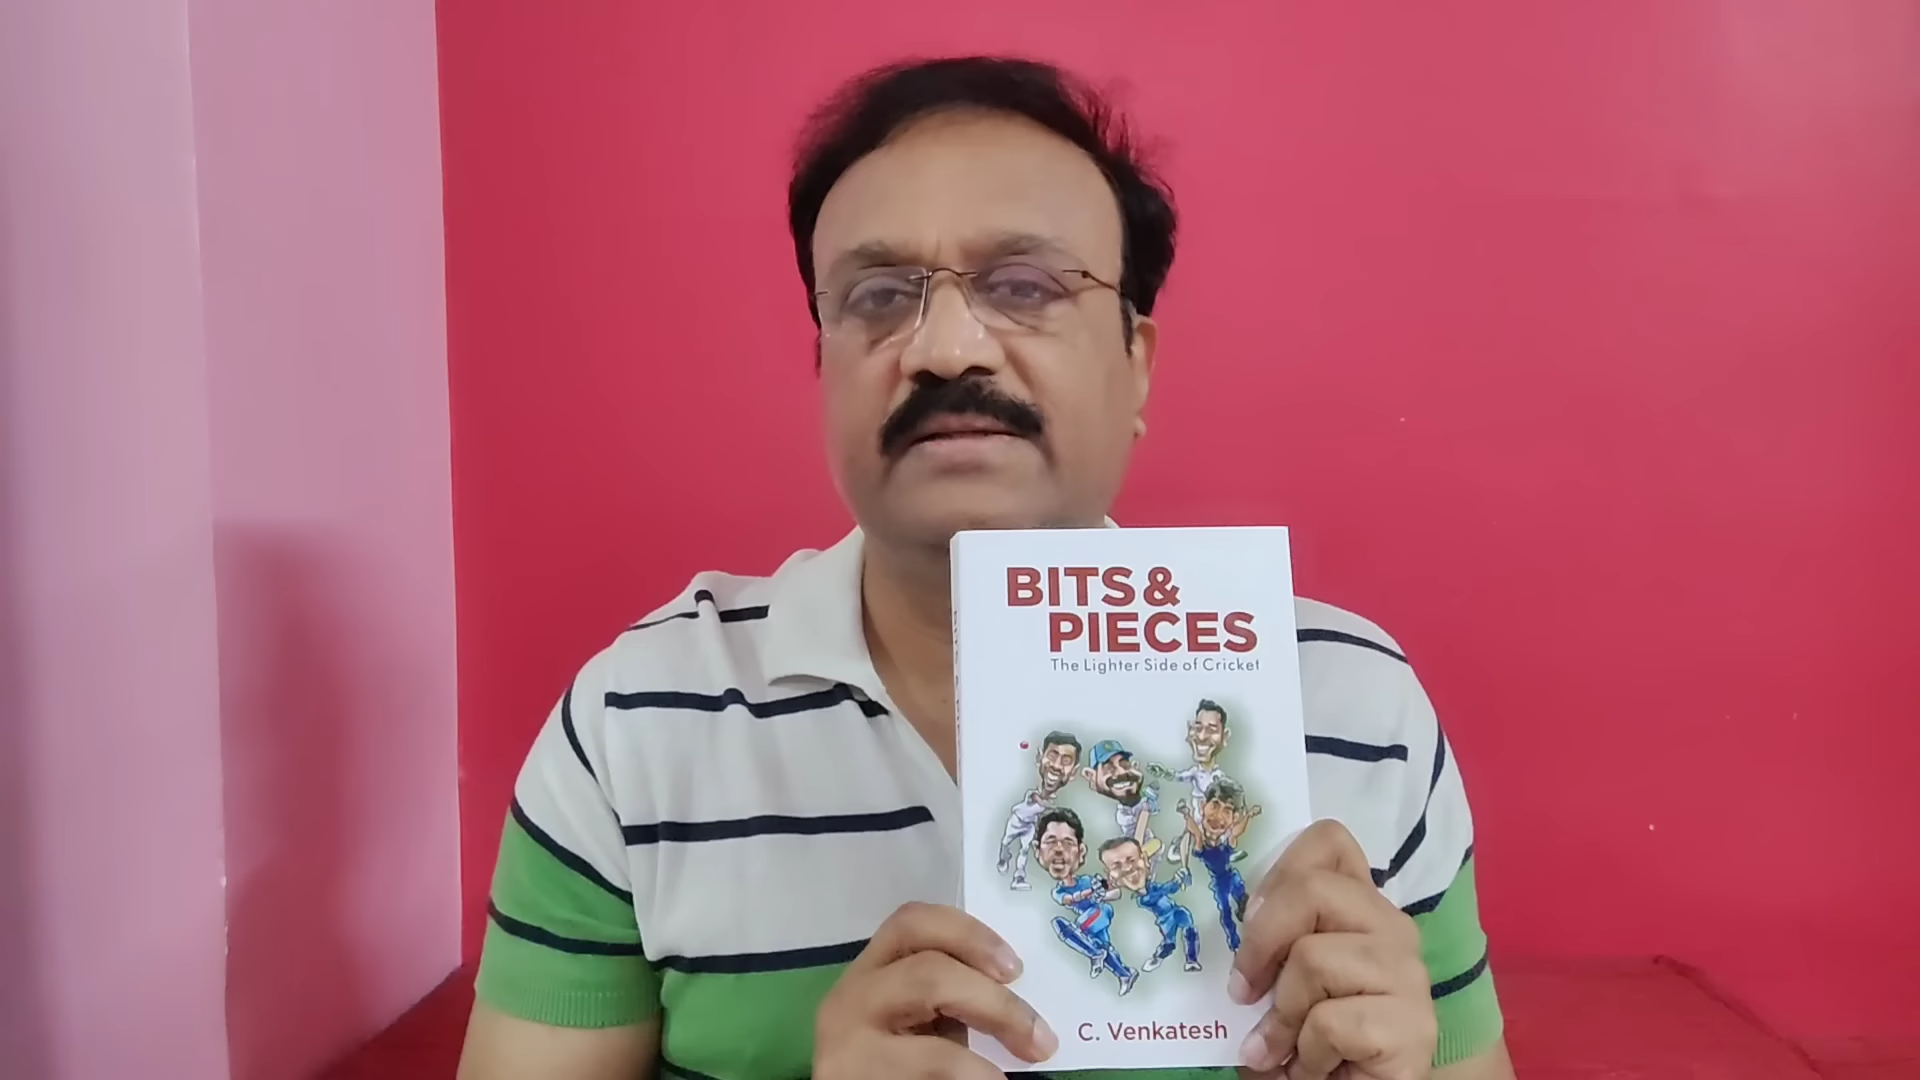 BITS &
PIECES
The Lighter Side of Cricket
C. Venkatesh